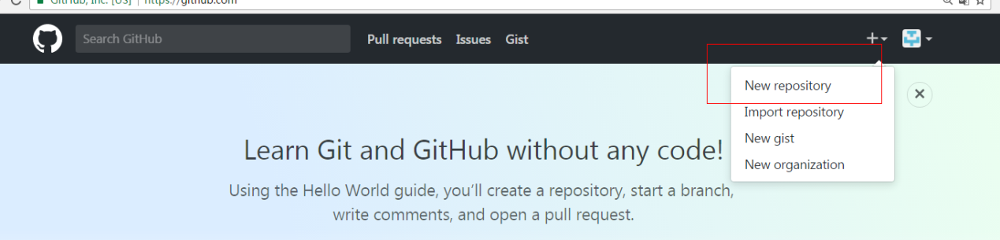 GitHub, Inc. [US] | https://github.com
Search GitHub
Pull requests Issues Gist
New repository
Import repository
New gist
New organization
Learn Git and GitHub without any code!
Using the Hello World guide, you’ll create a repository, start a branch,
write comments, and open a pull request.